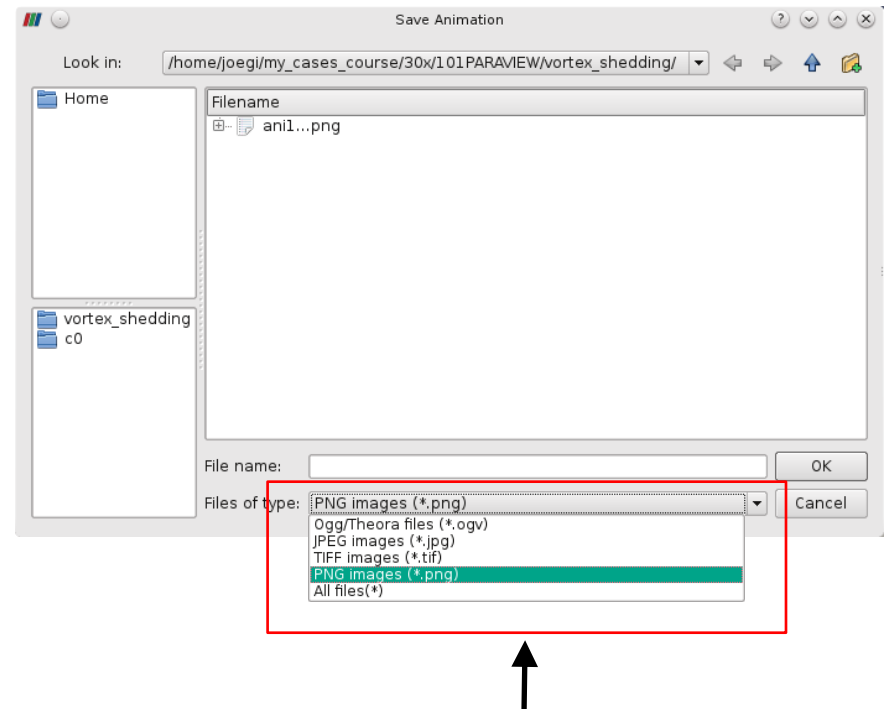 Save Animation
Look in: /home/joegi/my_cases_course/30x/101PARAVIEW/vortex_shedding/
Home
Filename
ani1...png
vortex_shedding
c0
File name:
OK
Files of type: PNG images (*.png)
Cancel
Ogg/Theora files (*.ogv)
JPEG images (*.jpg)
TIFF images (*.tif)
PNG images (*.png)
All files(*)